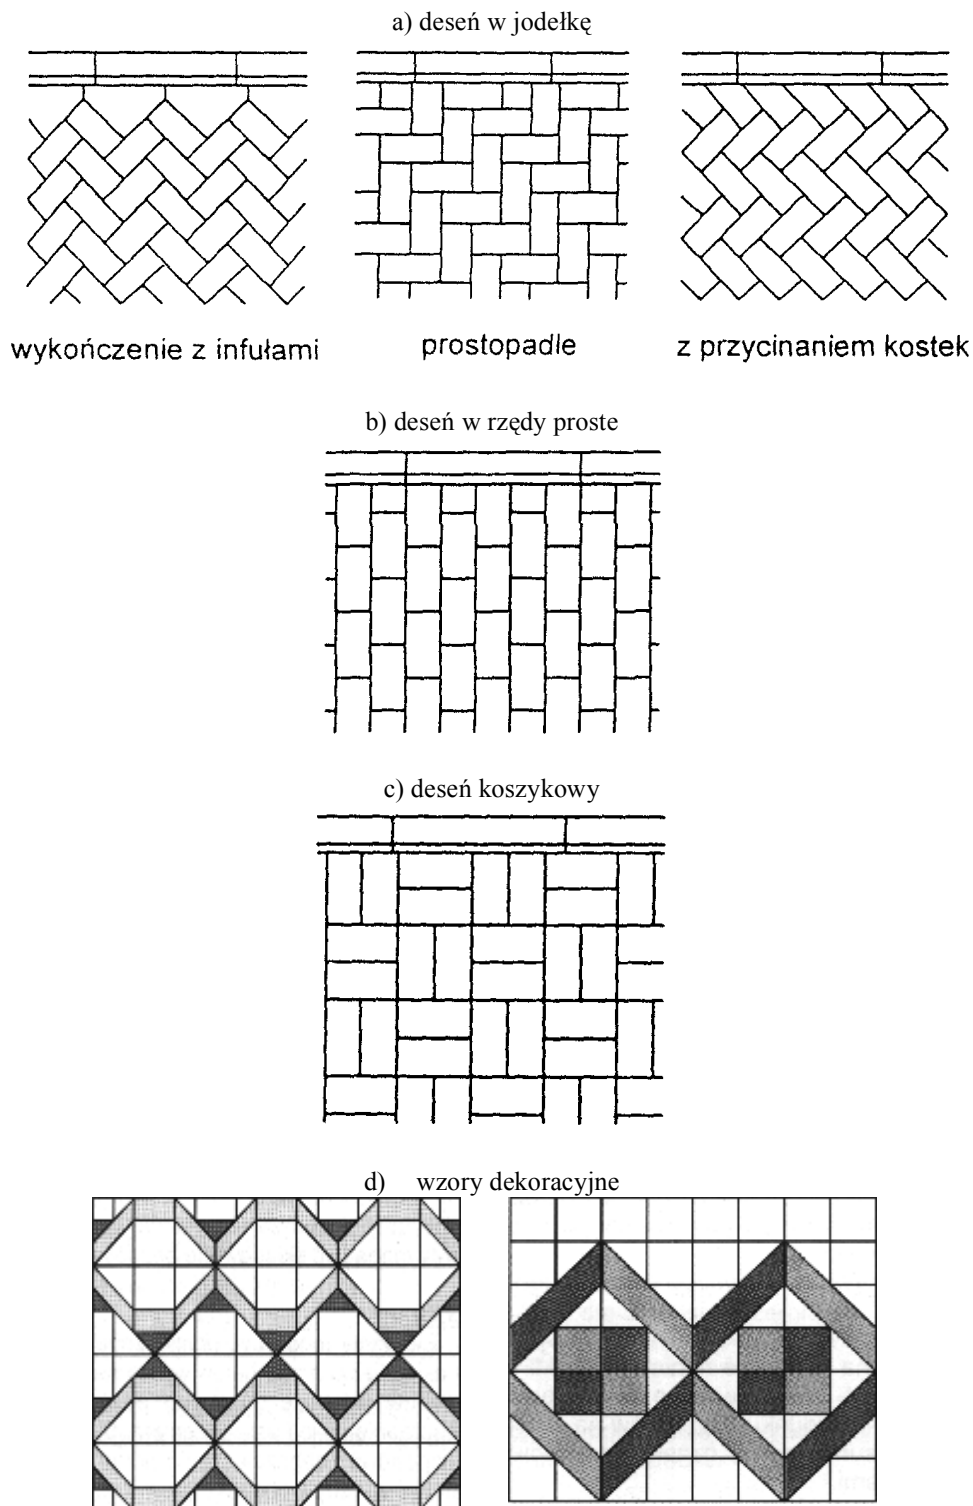 a) deseń w jodełkę
wykończenie z infułami
prostopadle
z przycinaniem kostek
b) deseń w rzędy proste
c) deseń koszykowy
d) wzory dekoracyjne